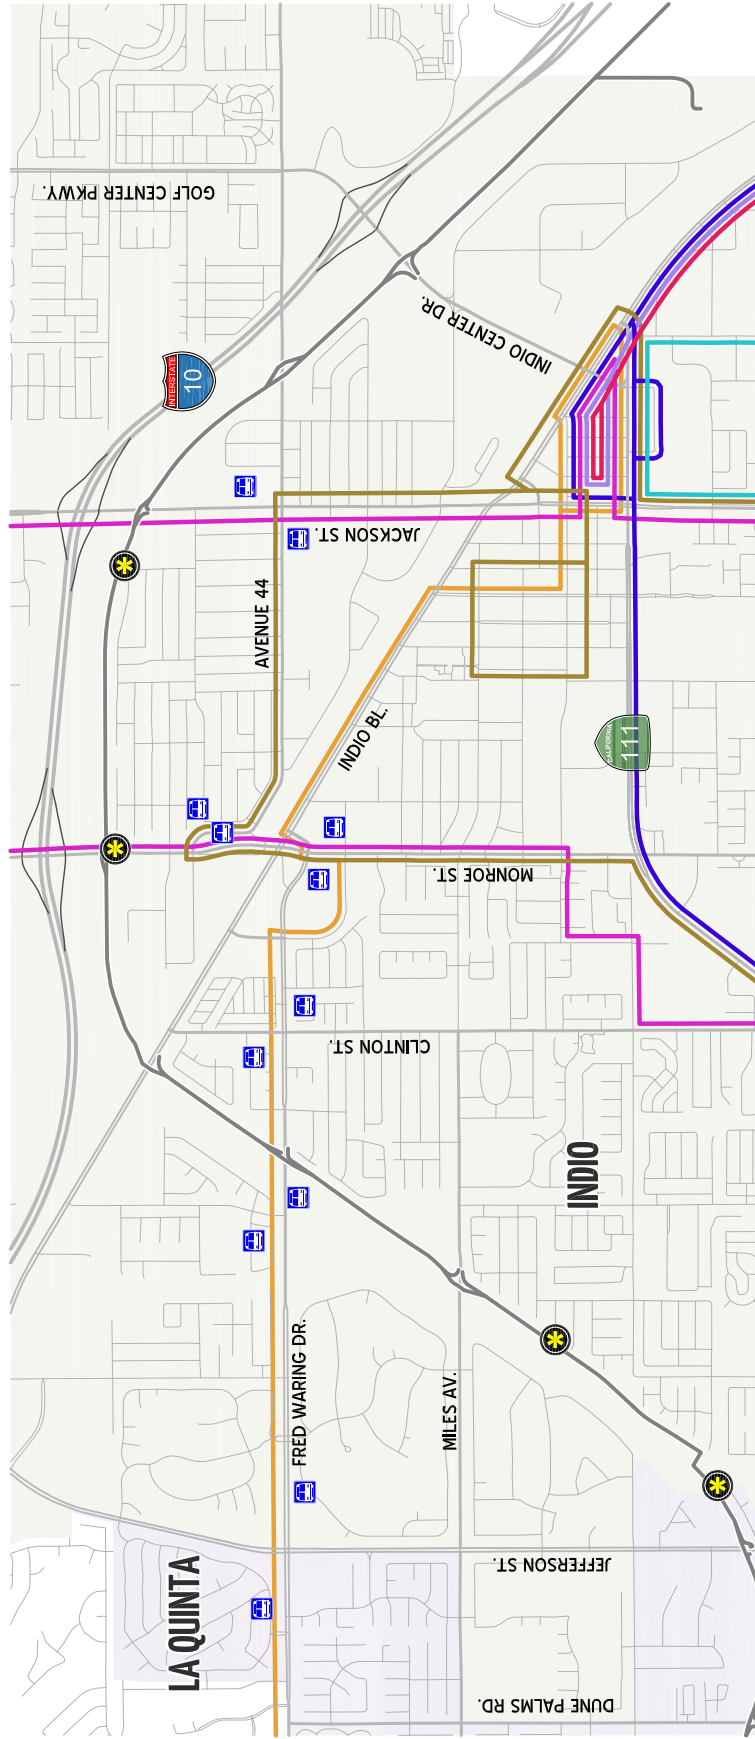 GOLF CENTER PKWY.
INDIO CENTER DR.
INTERSTATE
10
JACKSON ST.
AVENUE 44
INDIO BL.
CALIFORNIA
111
MONROE ST.
CLINTON ST.
INDIO
FRED WARING DR.
MILES AV.
JEFFERSON ST.
LA QUINTA
DUNE PALMS RD.